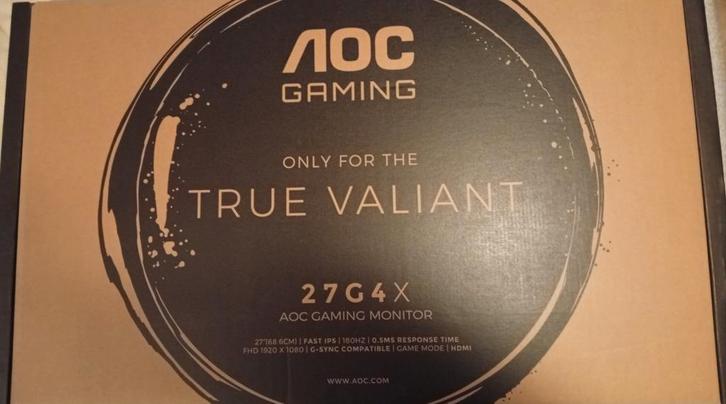 AOC
GAMING
ONLY FOR THE
TRUE VALIANT
27G4X
AOC GAMING MONITOR
27"(68.6CM) | FAST IPS | 180HZ | 0.5MS RESPONSE TIME
FHD 1920 X 1080 | G-SYNC COMPATIBLE | GAME MODE | HDMI
WWW.AOC.COM